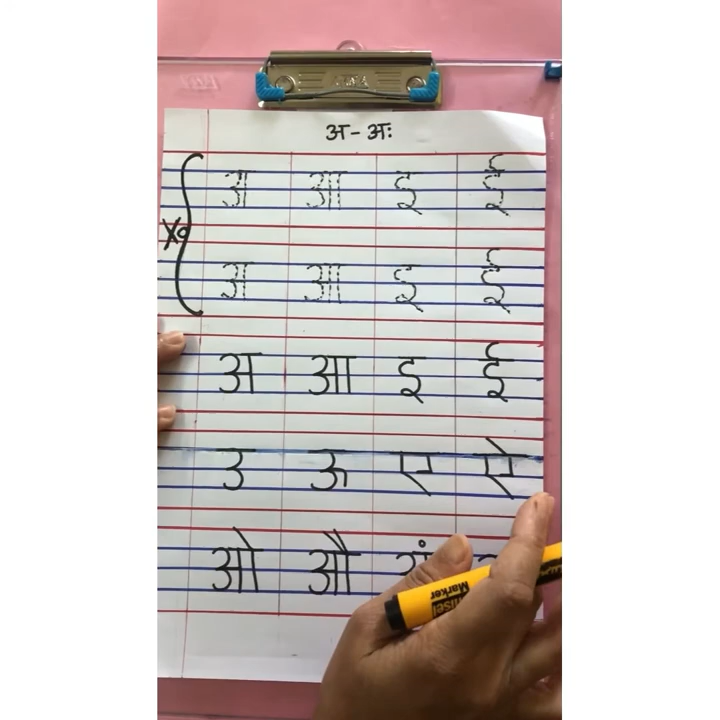 अ - अः
अ आ इ ई
अ आ इ ई
अ आ इ ई
उ ऊ ए ऐ
ओ औ अं
Marker